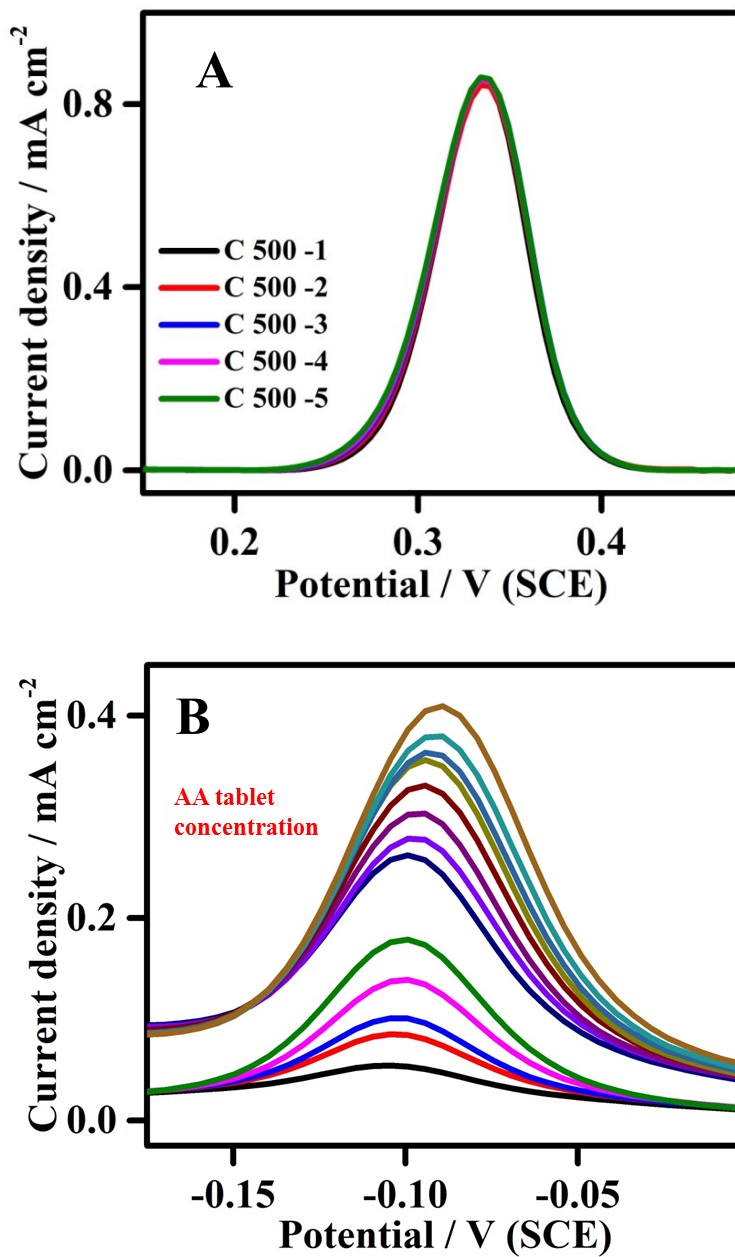 A
Current density / mA cm-2
0.8
0.4
0.0
C 500 -1
C 500 -2
C 500 -3
C 500 -4
C 500 -5
0.2 0.3 0.4
Potential / V (SCE)
B
Current density / mA cm-2
0.4
0.2
0.0
AA tablet
concentration
-0.15 -0.10 -0.05
Potential / V (SCE)